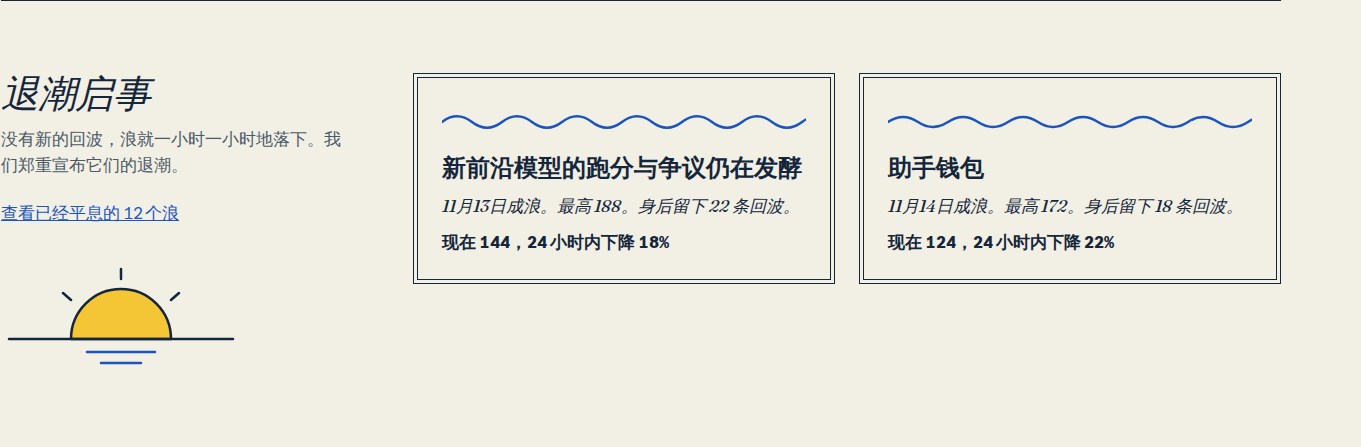 退潮启事
没有新的回波，浪就一小时一小时地落下。我
们郑重宣布它们的退潮。
查看已经平息的 12 个浪
新前沿模型的跑分与争议仍在发酵
11月13日成浪。最高 188。身后留下 22 条回波。
现在 144，24 小时内下降 18%
助手钱包
11月14日成浪。最高 172。身后留下 18 条回波。
现在 124，24 小时内下降 22%